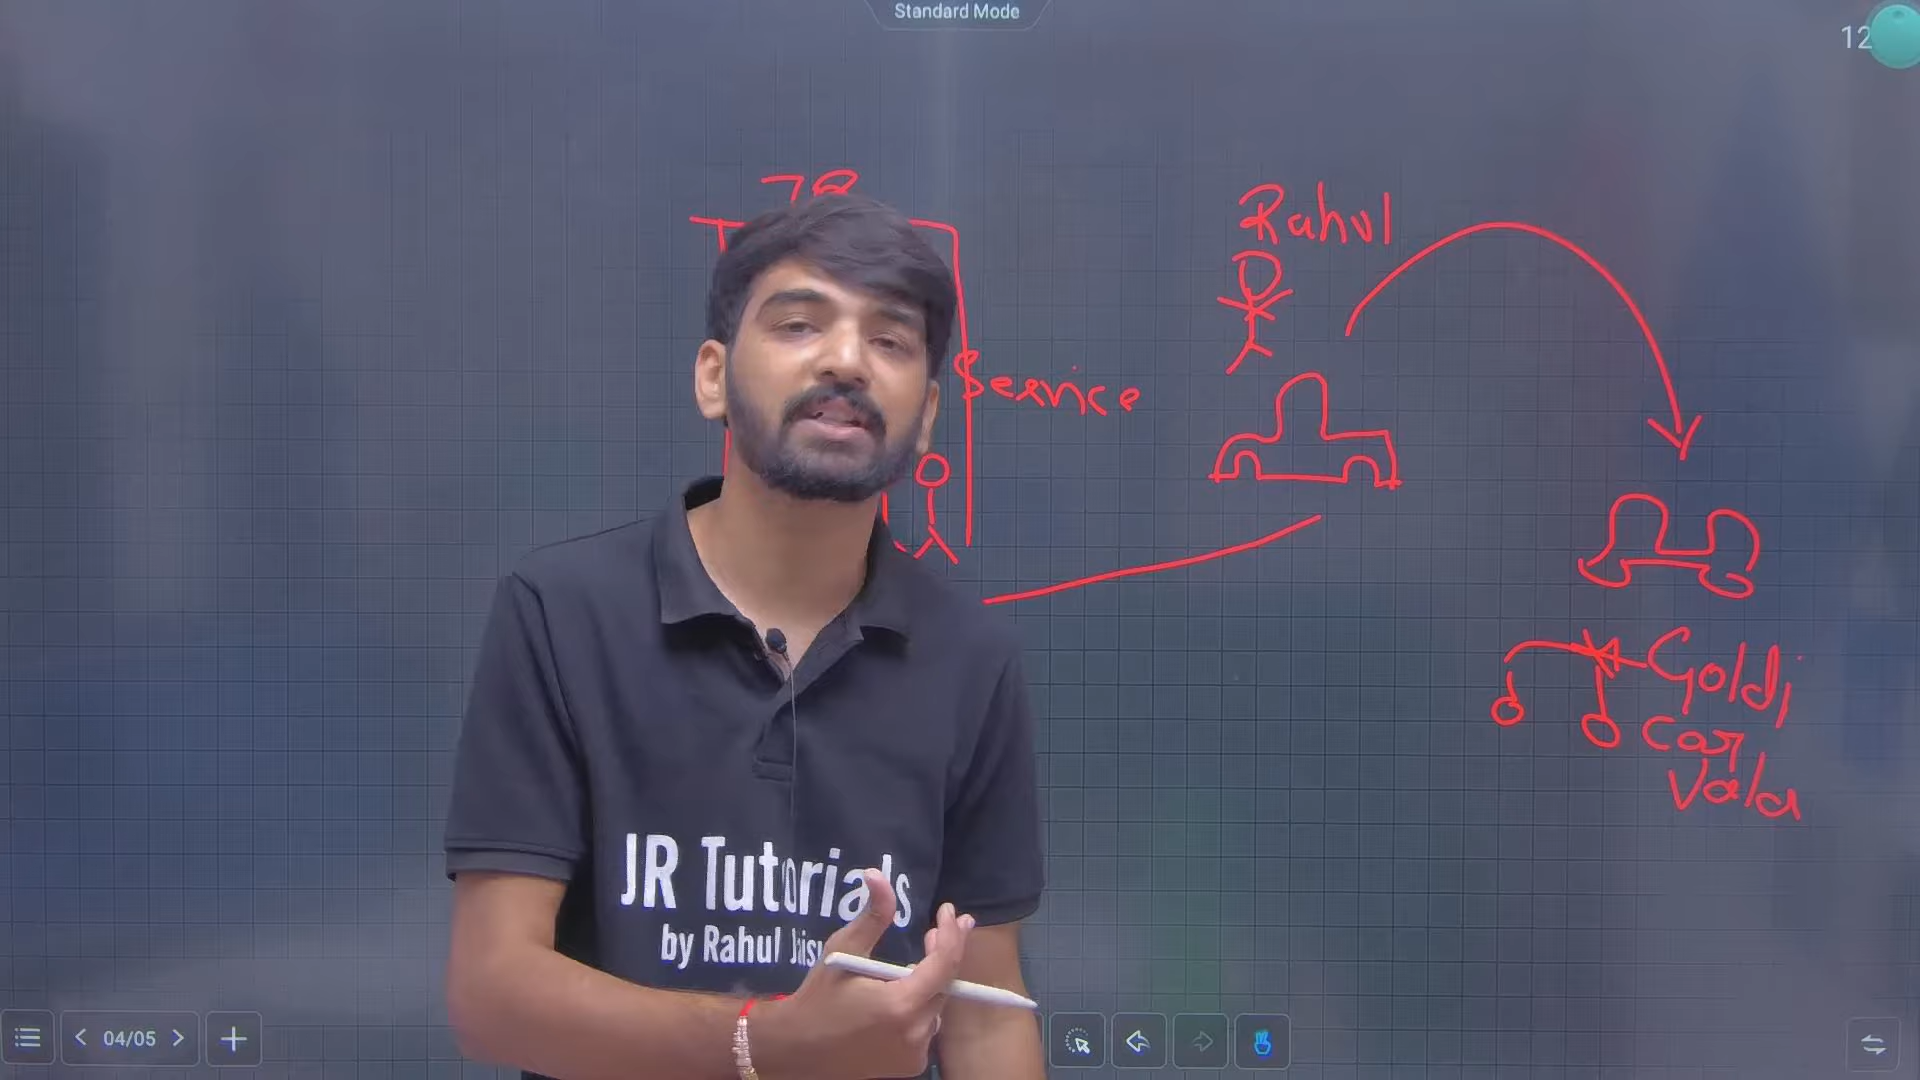 Standard Mode
12
Rahul
Service
Goldi
Car
Vala
JR Tutorials
by Rahul
04/05